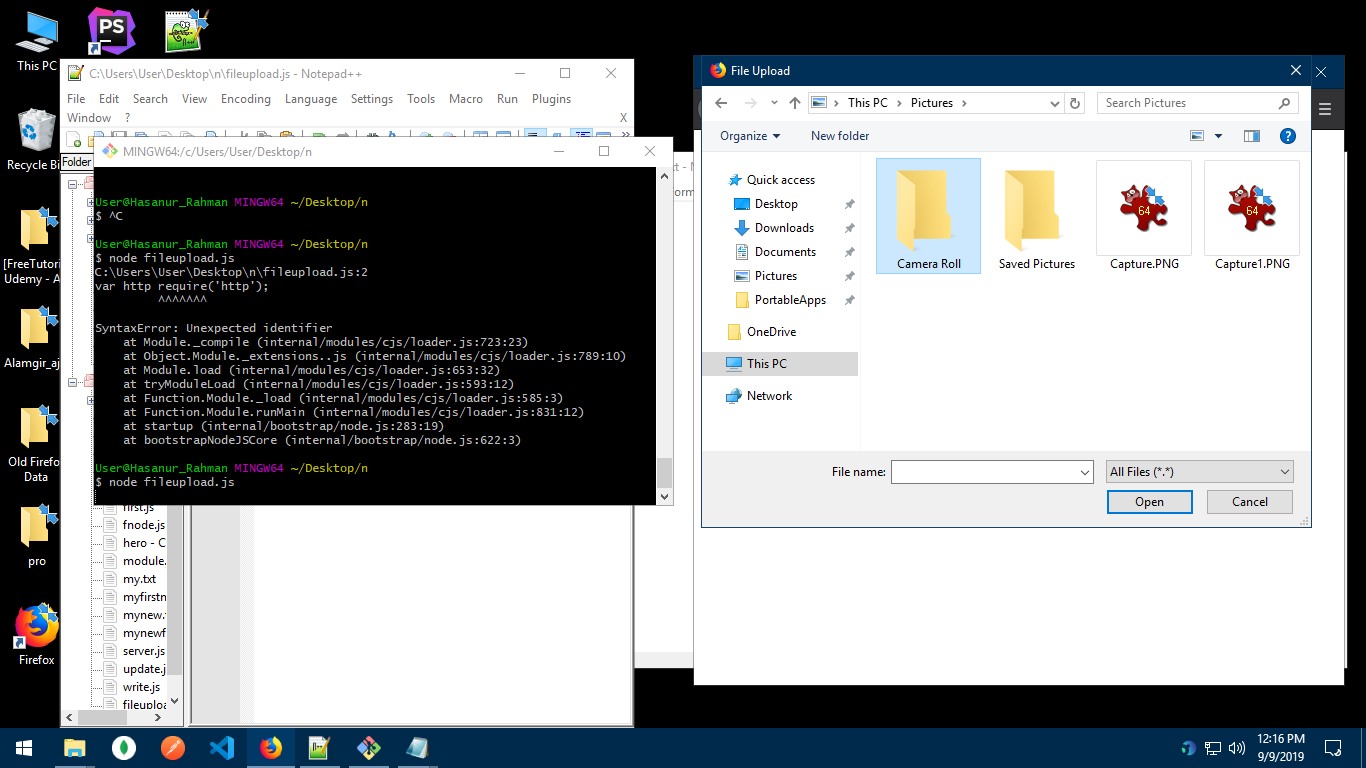 This PC
Recycle Bi
[FreeTutori
Udemy - A
Alamgir_aj
Old Firefo
Data
pro
Firefox
PS
C:\Users\User\Desktop\n\fileupload.js - Notepad++
File Edit Search View Encoding Language Settings Tools Macro Run Plugins
Window ? X
Folder
first.js
fnode.js
hero - C
module.
my.txt
myfirstn
mynew.
mynewf
server.js
update.j
write.js
fileuploa
MINGW64:/c/Users/User/Desktop/n
User@Hasanur_Rahman MINGW64 ~/Desktop/n
$ ^C
User@Hasanur_Rahman MINGW64 ~/Desktop/n
$ node fileupload.js
C:\Users\User\Desktop\n\fileupload.js:2
var http require('http');
^^^^^^^
SyntaxError: Unexpected identifier
at Module._compile (internal/modules/cjs/loader.js:723:23)
at Object.Module._extensions..js (internal/modules/cjs/loader.js:789:10)
at Module.load (internal/modules/cjs/loader.js:653:32)
at tryModuleLoad (internal/modules/cjs/loader.js:593:12)
at Function.Module._load (internal/modules/cjs/loader.js:585:3)
at Function.Module.runMain (internal/modules/cjs/loader.js:831:12)
at startup (internal/bootstrap/node.js:283:19)
at bootstrapNodeJSCore (internal/bootstrap/node.js:622:3)
User@Hasanur_Rahman MINGW64 ~/Desktop/n
$ node fileupload.js
File Upload
This PC Pictures
Search Pictures
Organize New folder
Quick access
Desktop
Downloads
Documents
Pictures
PortableApps
OneDrive
This PC
Network
64 64
Camera Roll Saved Pictures Capture.PNG Capture1.PNG
File name: All Files (*.*)
Open Cancel
12:16 PM
9/9/2019